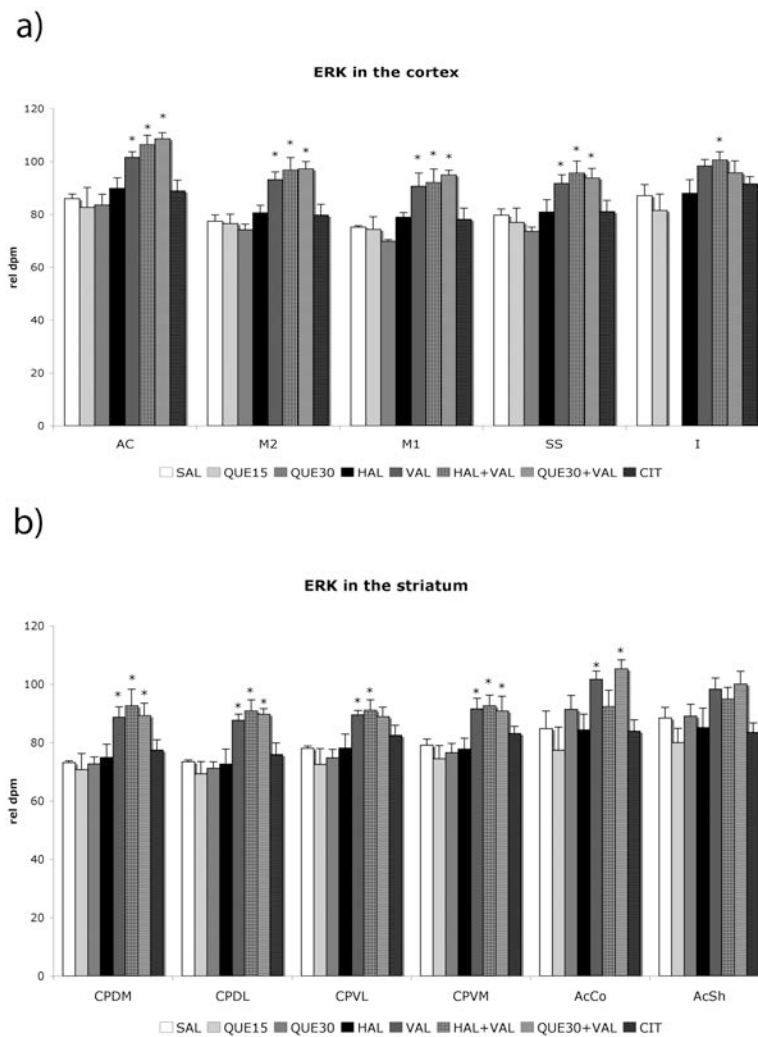 a)
ERK in the cortex
120
100
80
60
40
20
0
rel dpm
* * *
* * *
* * *
* * *
*
AC M2 M1 SS I
SAL QUE15 QUE30 HAL VAL HAL+VAL QUE30+VAL CIT
b)
ERK in the striatum
120
100
80
60
40
20
0
rel dpm
* * *
* * *
* *
* * *
* *
CPDM CPDL CPVL CPVM AcCo AcSh
SAL QUE15 QUE30 HAL VAL HAL+VAL QUE30+VAL CIT